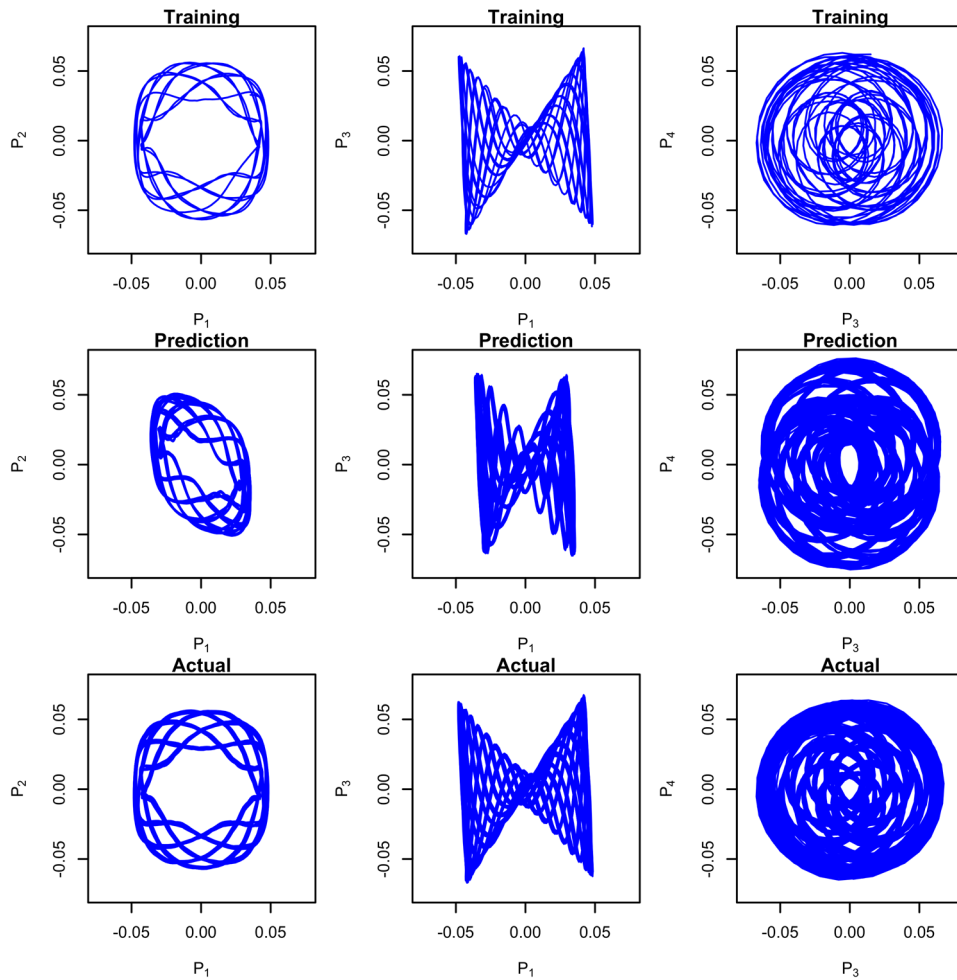 Training Training Training
P2 P3 P4
0.05 0.05 0.05
0.00 0.00 0.00
-0.05 -0.05 -0.05
-0.05 0.00 0.05 -0.05 0.00 0.05 -0.05 0.00 0.05
P1 P1 P3
Prediction Prediction Prediction
P2 P3 P4
0.05 0.05 0.05
0.00 0.00 0.00
-0.05 -0.05 -0.05
-0.05 0.00 0.05 -0.05 0.00 0.05 -0.05 0.00 0.05
P1 P1 P3
Actual Actual Actual
P2 P3 P4
0.05 0.05 0.05
0.00 0.00 0.00
-0.05 -0.05 -0.05
-0.05 0.00 0.05 -0.05 0.00 0.05 -0.05 0.00 0.05
P1 P1 P3